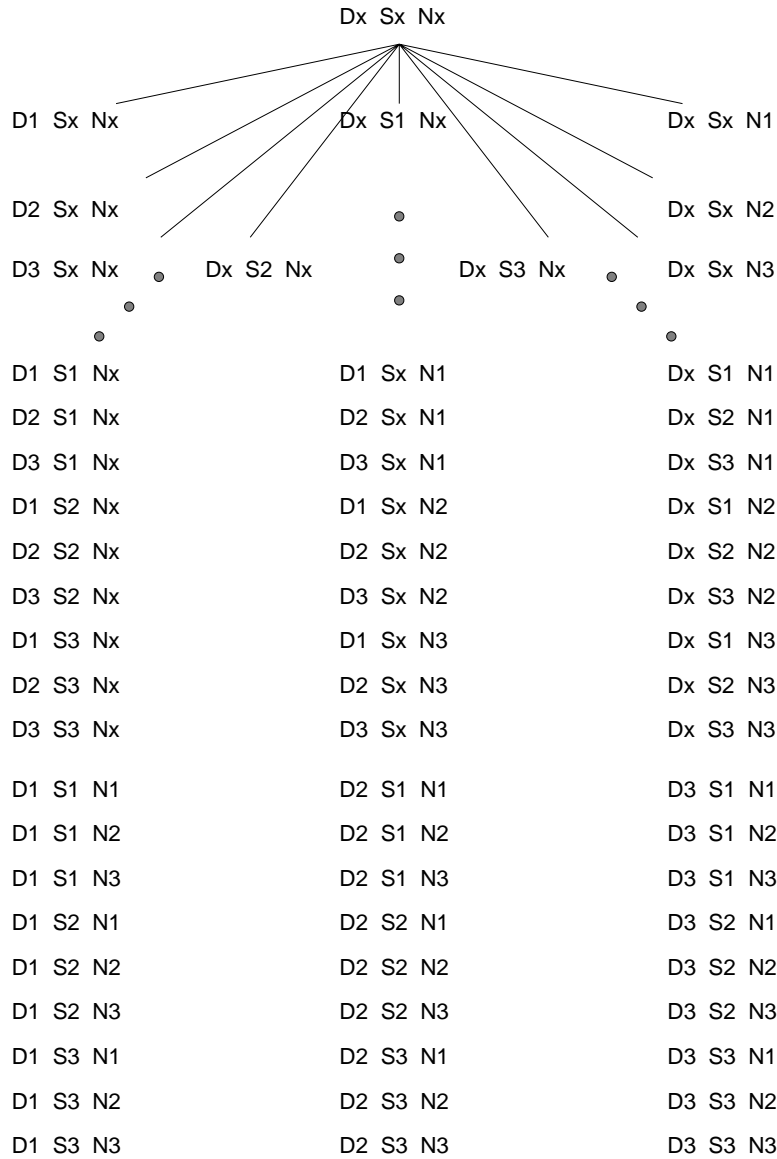 Dx Sx Nx
D1 Sx Nx Dx S1 Nx Dx Sx N1
D2 Sx Nx Dx Sx N2
D3 Sx Nx Dx S2 Nx Dx S3 Nx Dx Sx N3
D1 S1 Nx D1 Sx N1 Dx S1 N1
D2 S1 Nx D2 Sx N1 Dx S2 N1
D3 S1 Nx D3 Sx N1 Dx S3 N1
D1 S2 Nx D1 Sx N2 Dx S1 N2
D2 S2 Nx D2 Sx N2 Dx S2 N2
D3 S2 Nx D3 Sx N2 Dx S3 N2
D1 S3 Nx D1 Sx N3 Dx S1 N3
D2 S3 Nx D2 Sx N3 Dx S2 N3
D3 S3 Nx D3 Sx N3 Dx S3 N3
D1 S1 N1 D2 S1 N1 D3 S1 N1
D1 S1 N2 D2 S1 N2 D3 S1 N2
D1 S1 N3 D2 S1 N3 D3 S1 N3
D1 S2 N1 D2 S2 N1 D3 S2 N1
D1 S2 N2 D2 S2 N2 D3 S2 N2
D1 S2 N3 D2 S2 N3 D3 S2 N3
D1 S3 N1 D2 S3 N1 D3 S3 N1
D1 S3 N2 D2 S3 N2 D3 S3 N2
D1 S3 N3 D2 S3 N3 D3 S3 N3